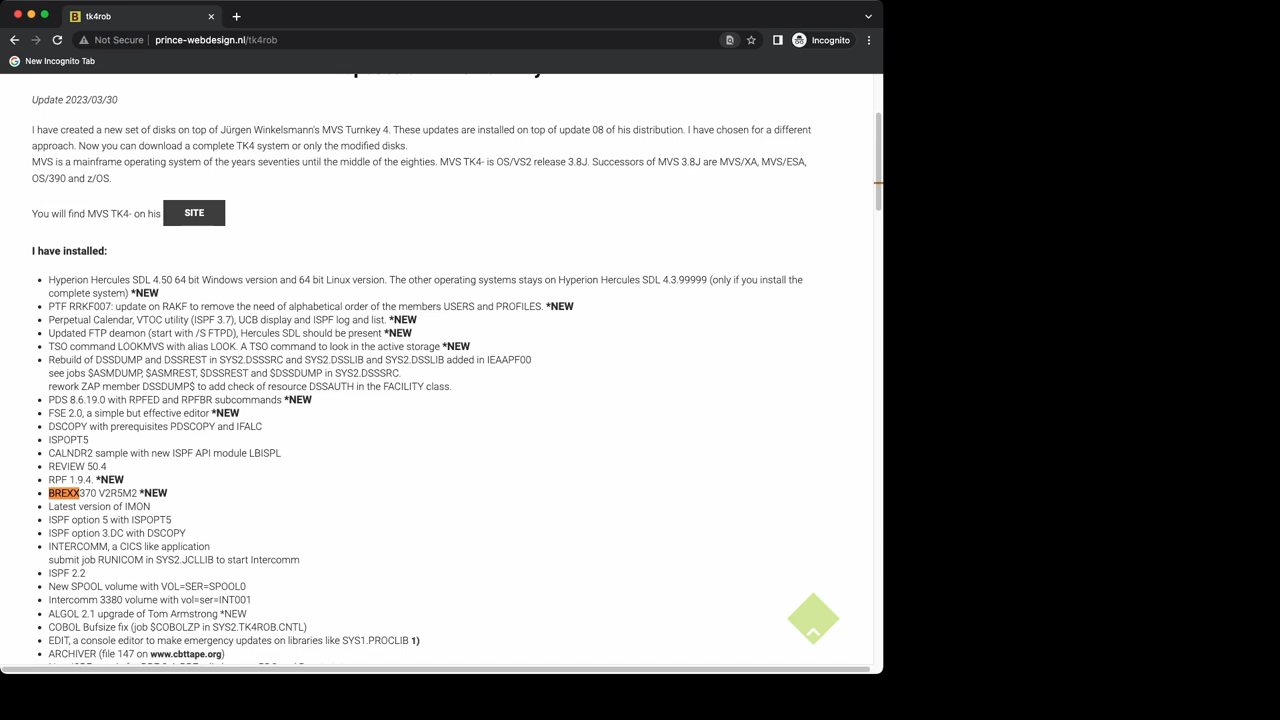 tk4rob
Not Secure
prince-webdesign.nl/tk4rob
Incognito
New Incognito Tab
Update 2023/03/30
I have created a new set of disks on top of Jürgen Winkelsmann's MVS Turnkey 4. These updates are installed on top of update 08 of his distribution. I have chosen for a different
approach. Now you can download a complete TK4 system or only the modified disks.
MVS is a mainframe operating system of the years seventies until the middle of the eighties. MVS TK4- is OS/VS2 release 3.8J. Successors of MVS 3.8J are MVS/XA, MVS/ESA,
OS/390 and z/OS.
You will find MVS TK4- on his SITE
I have installed:
Hyperion Hercules SDL 4.50 64 bit Windows version and 64 bit Linux version. The other operating systems stays on Hyperion Hercules SDL 4.3.99999 (only if you install the
complete system) *NEW
PTF RRKF007: update on RAKF to remove the need of alphabetical order of the members USERS and PROFILES. *NEW
Perpetual Calendar, VTOC utility (ISPF 3.7), UCB display and ISPF log and list. *NEW
Updated FTP deamon (start with /S FTPD), Hercules SDL should be present *NEW
TSO command LOOKMVS with alias LOOK. A TSO command to look in the active storage *NEW
Rebuild of DSSDUMP and DSSREST in SYS2.DSSSRC and SYS2.DSSLIB and SYS2.DSSLIB added in IEAAPF00
see jobs $ASMDUMP, $ASMREST, $DSSREST and $DSSDUMP in SYS2.DSSSRC.
rework ZAP member DSSDUMP$ to add check of resource DSSAUTH in the FACILITY class.
PDS 8.6.19.0 with RPFED and RPFBR subcommands *NEW
FSE 2.0, a simple but effective editor *NEW
DSCOPY with prerequisites PDSCOPY and IFALC
ISPOPT5
CALNDR2 sample with new ISPF API module LBISPL
REVIEW 50.4
RPF 1.9.4. *NEW
BREXX370 V2R5M2 *NEW
Latest version of IMON
ISPF option 5 with ISPOPT5
ISPF option 3.DC with DSCOPY
INTERCOMM, a CICS like application
submit job RUNICOM in SYS2.JCLLIB to start Intercomm
ISPF 2.2
New SPOOL volume with VOL=SER=SPOOL0
Intercomm 3380 volume with vol=ser=INT001
ALGOL 2.1 upgrade of Tom Armstrong *NEW
COBOL Bufsize fix (job $COBOLZP in SYS2.TK4ROB.CNTL)
EDIT, a console editor to make emergency updates on libraries like SYS1.PROCLIB 1)
ARCHIVER (file 147 on www.cbttape.org)